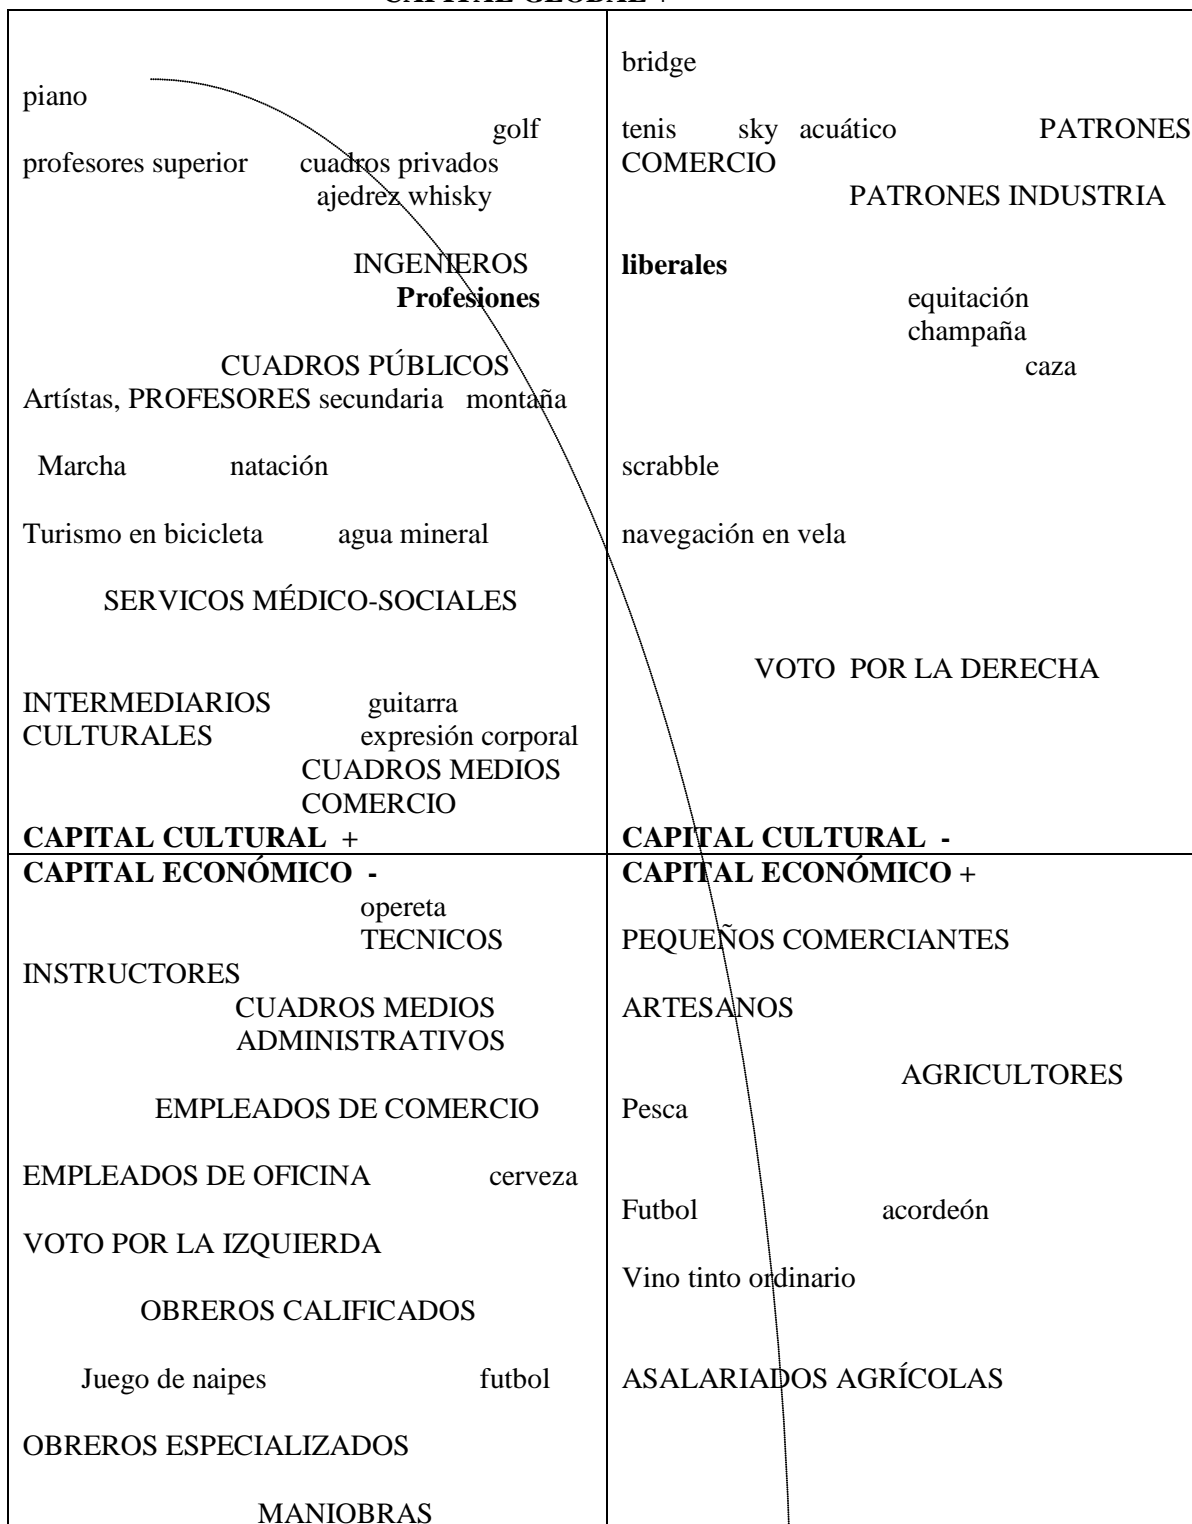 CAPITAL GLOBAL +
piano
golf
profesores superior cuadros privados
ajedrez whisky
INGENIEROS
Profesiones
CUADROS PÚBLICOS
Artístas, PROFESORES secundaria montaña
Marcha natación
Turismo en bicicleta agua mineral
SERVICOS MÉDICO-SOCIALES
INTERMEDIARIOS guitarra
CULTURALES expresión corporal
CUADROS MEDIOS
COMERCIO
CAPITAL CULTURAL +
bridge
tenis sky acuático PATRONES
COMERCIO
PATRONES INDUSTRIA
liberales
equitación
champaña
caza
scrabble
navegación en vela
VOTO POR LA DERECHA
CAPITAL CULTURAL -
CAPITAL ECONÓMICO -
opereta
TECNICOS
INSTRUCTORES
CUADROS MEDIOS
ADMINISTRATIVOS
EMPLEADOS DE COMERCIO
EMPLEADOS DE OFICINA cerveza
VOTO POR LA IZQUIERDA
OBREROS CALIFICADOS
Juego de naipes futbol
OBREROS ESPECIALIZADOS
MANIOBRAS
CAPITAL ECONÓMICO +
PEQUEÑOS COMERCIANTES
ARTESANOS
AGRICULTORES
Pesca
Futbol acordeón
Vino tinto ordinario
ASALARIADOS AGRÍCOLAS